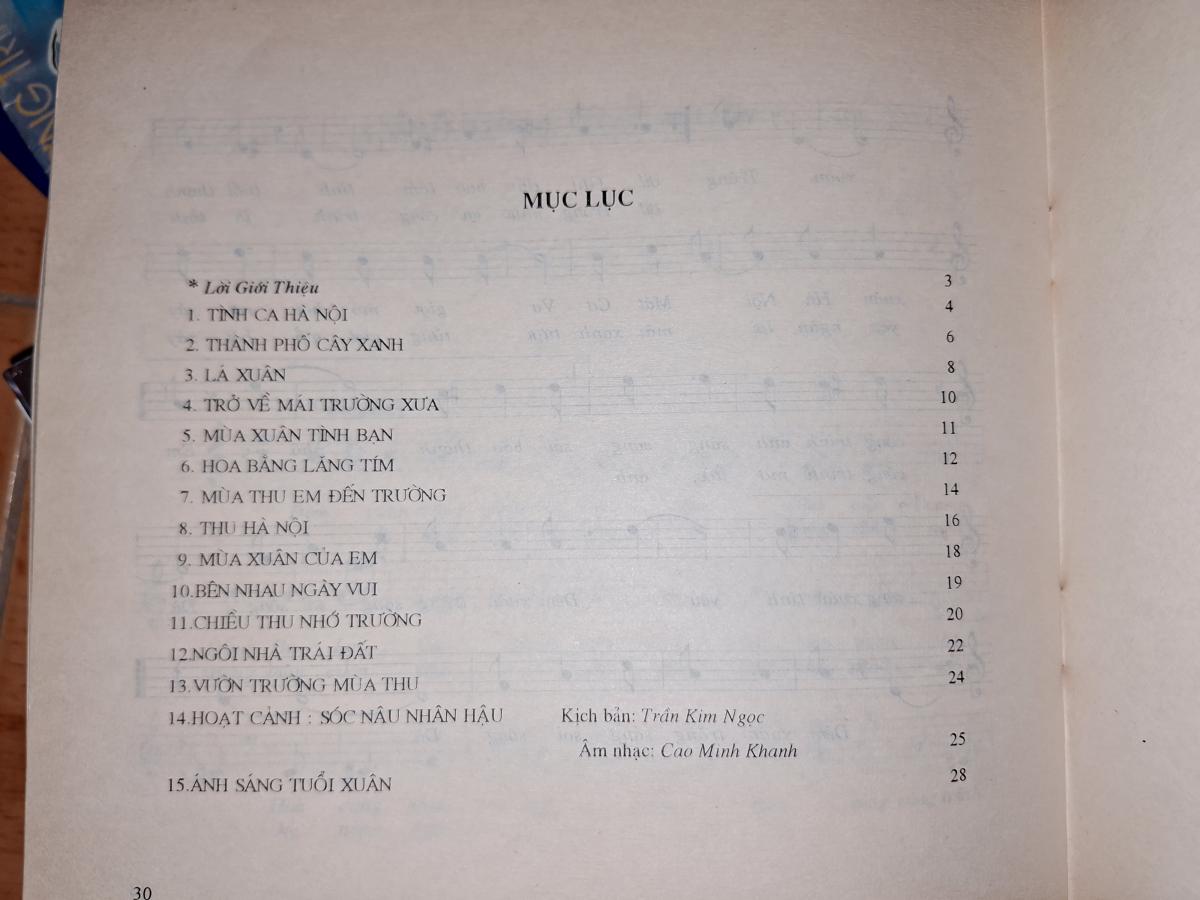 MỤC LỤC
* Lời Giới Thiệu 3
1. TÌNH CA HÀ NỘI 4
2. THÀNH PHỐ CÂY XANH 6
3. LÁ XUÂN 8
4. TRỞ VỀ MÁI TRƯỜNG XƯA 10
5. MÙA XUÂN TÌNH BẠN 11
6. HOA BẰNG LĂNG TÍM 12
7. MÙA THU EM ĐẾN TRƯỜNG 14
8. THU HÀ NỘI 16
9. MÙA XUÂN CỦA EM 18
10.BÊN NHAU NGÀY VUI 19
11.CHIỀU THU NHỚ TRƯỜNG 20
12.NGÔI NHÀ TRÁI ĐẤT 22
13.VƯỜN TRƯỜNG MÙA THU 24
14.HOẠT CẢNH : SÓC NÂU NHÂN HẬU Kịch bản: Trần Kim Ngọc
Âm nhạc: Cao Minh Khanh 25
15.ÁNH SÁNG TUỔI XUÂN 28
30